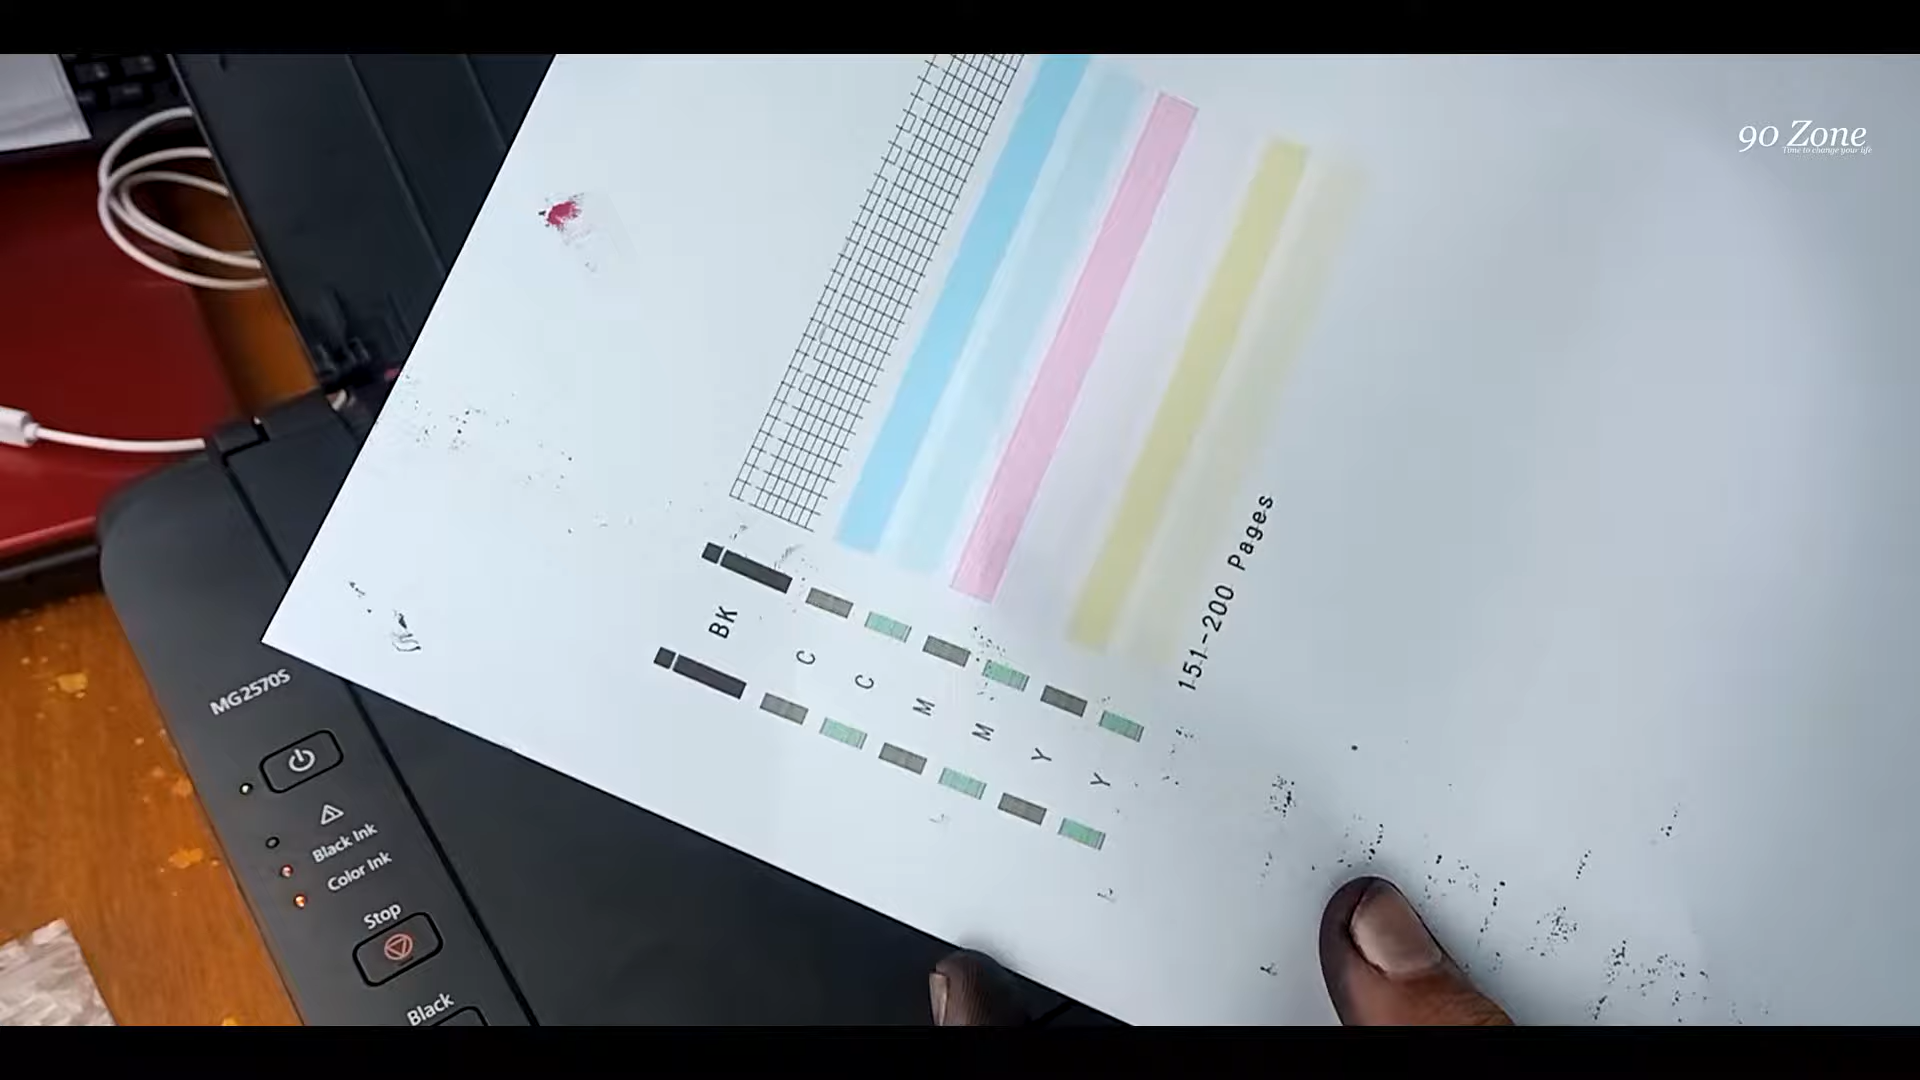 90 Zone
Time to change your life
151-200 Pages
BK
C
C
M
M
Y
Y
MG2570S
Black Ink
Color Ink
Stop
Black